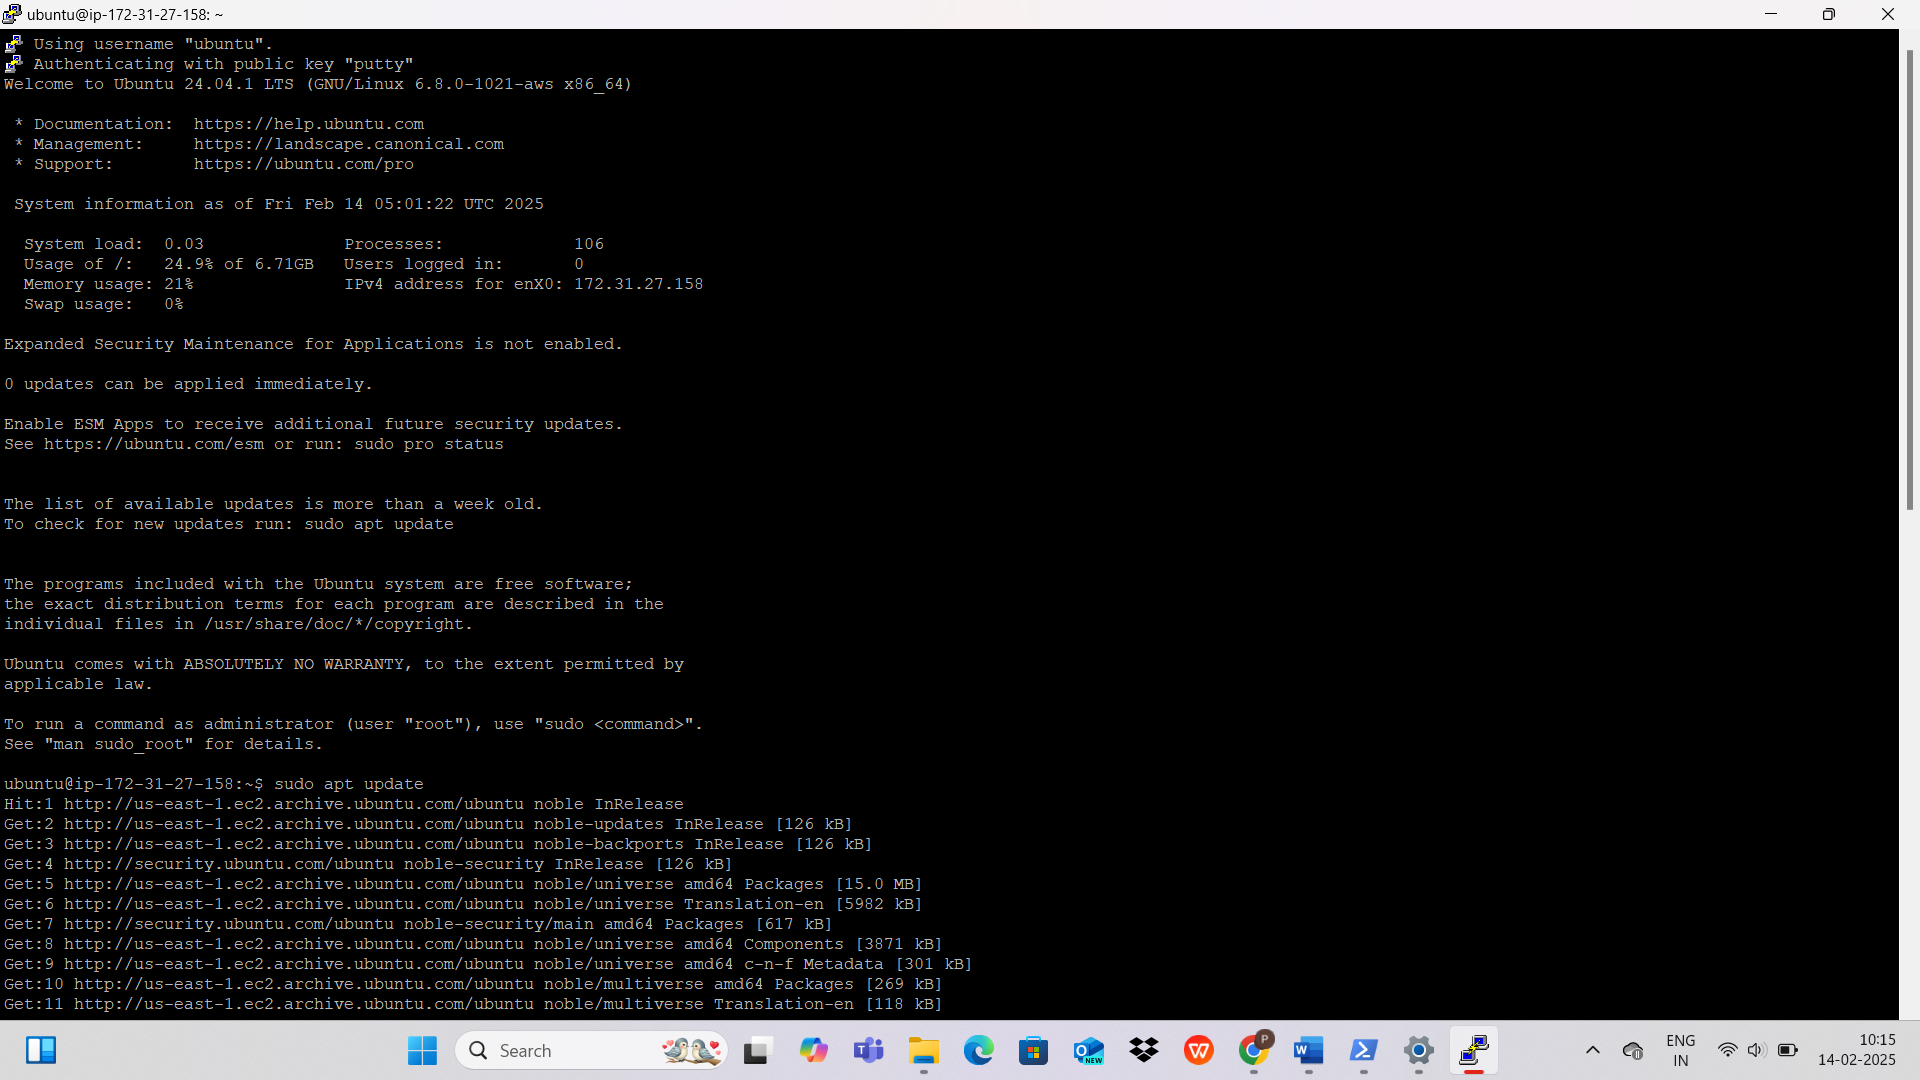 ubuntu@ip-172-31-27-158: ~
Using username "ubuntu".
Authenticating with public key "putty"
Welcome to Ubuntu 24.04.1 LTS (GNU/Linux 6.8.0-1021-aws x86_64)
* Documentation:  https://help.ubuntu.com
* Management:     https://landscape.canonical.com
* Support:        https://ubuntu.com/pro
System information as of Fri Feb 14 05:01:22 UTC 2025
System load:  0.03              Processes:             106
Usage of /:   24.9% of 6.71GB   Users logged in:       0
Memory usage: 21%               IPv4 address for enX0: 172.31.27.158
Swap usage:   0%
Expanded Security Maintenance for Applications is not enabled.
0 updates can be applied immediately.
Enable ESM Apps to receive additional future security updates.
See https://ubuntu.com/esm or run: sudo pro status
The list of available updates is more than a week old.
To check for new updates run: sudo apt update
The programs included with the Ubuntu system are free software;
the exact distribution terms for each program are described in the
individual files in /usr/share/doc/*/copyright.
Ubuntu comes with ABSOLUTELY NO WARRANTY, to the extent permitted by
applicable law.
To run a command as administrator (user "root"), use "sudo <command>".
See "man sudo_root" for details.
ubuntu@ip-172-31-27-158:~$ sudo apt update
Hit:1 http://us-east-1.ec2.archive.ubuntu.com/ubuntu noble InRelease
Get:2 http://us-east-1.ec2.archive.ubuntu.com/ubuntu noble-updates InRelease [126 kB]
Get:3 http://us-east-1.ec2.archive.ubuntu.com/ubuntu noble-backports InRelease [126 kB]
Get:4 http://security.ubuntu.com/ubuntu noble-security InRelease [126 kB]
Get:5 http://us-east-1.ec2.archive.ubuntu.com/ubuntu noble/universe amd64 Packages [15.0 MB]
Get:6 http://us-east-1.ec2.archive.ubuntu.com/ubuntu noble/universe Translation-en [5982 kB]
Get:7 http://security.ubuntu.com/ubuntu noble-security/main amd64 Packages [617 kB]
Get:8 http://us-east-1.ec2.archive.ubuntu.com/ubuntu noble/universe amd64 Components [3871 kB]
Get:9 http://us-east-1.ec2.archive.ubuntu.com/ubuntu noble/universe amd64 c-n-f Metadata [301 kB]
Get:10 http://us-east-1.ec2.archive.ubuntu.com/ubuntu noble/multiverse amd64 Packages [269 kB]
Get:11 http://us-east-1.ec2.archive.ubuntu.com/ubuntu noble/multiverse Translation-en [118 kB]
Search
NEW
P
ENG
IN
10:15
14-02-2025